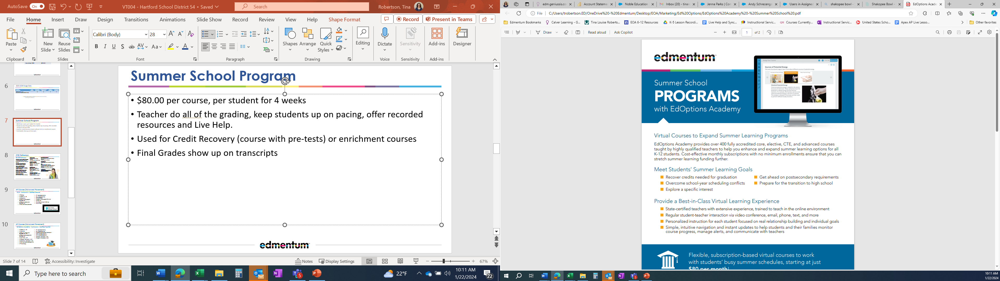 AutoSave On VT004 - Hartford School District 54 • Saved Search Robertson, Tina
File Home Insert Draw Design Transitions Animations Slide Show Record Review View Help Shape Format Record Present in Teams
Calibri (Body) 28
Paste New Slide Reuse Slides Shapes Arrange Quick Styles Editing Dictate Sensitivity Add-ins Designer
Clipboard Slides Font Paragraph Drawing Voice Sensitivity Add-ins
6
7
8
9
10
Summer School Program
• $80.00 per course, per student for 4 weeks
• Teacher do all of the grading, keep students up on pacing, offer recorded
resources and Live Help.
• Used for Credit Recovery (course with pre-tests) or enrichment courses
• Final Grades show up on transcripts
edmentum
Slide 7 of 14 Accessibility: Investigate Notes Display Settings 67%
Type here to search 22°F 10:11 AM
1/22/2024 22
edm.geniussis.co Account Stateme Noble Education Inbox (20) - tinar Jenna Parks | Con Andy Schrecengo Users in Assigned shakopee bowl - Shakopee Bowl - EdOptions Acade
File C:/Users/trobertson.ED/OneDrive%20-%20Edmentum/Desktop/EOA/Marketing/Ed%20Options/EdOptions%20Academy%20-%20Summer%20School%20.pdf
Edmentum Bookmarks Calver Learning - G... Tina Louise Roberts... EOA 6-12 Resources K-5 Lesson Recordi... Live Help and Sync... Instructional Servic... Courses Currently... Instructional Servic... United States Scho... Apex AP Live Lesso... Other favorites
Draw Read aloud Ask Copilot 1 of 2
edmentum
Sources of Potential Energy
Summer School
PROGRAMS
with EdOptions Academy
Virtual Courses to Expand Summer Learning Programs
EdOptions Academy provides over 400 fully accredited core, elective, CTE, and advanced courses
taught by highly qualified teachers to help you enhance and expand summer learning options for all
K-12 students. Cost-effective monthly subscriptions with no minimum enrollments ensure that you can
stretch summer learning funding further.
Meet Students' Summer Learning Goals
Recover credits needed for graduation
Overcome school-year scheduling conflicts
Explore a specific interest
Get ahead on postsecondary requirements
Prepare for the transition to high school
Provide a Best-in-Class Virtual Learning Experience
State-certified teachers with extensive experience, trained to teach in the online environment
Regular student-teacher interaction via video conference, email, phone, text, and more
Personalized instruction for each student focused on real relationship building and individual goals
Simple, intuitive navigation and instant updates to help students and their families monitor
course progress, manage alerts, and communicate with teachers
Flexible, subscription-based virtual courses to work
with students' busy summer schedules, starting at just
$80 per month!
10:11 AM
1/22/2024